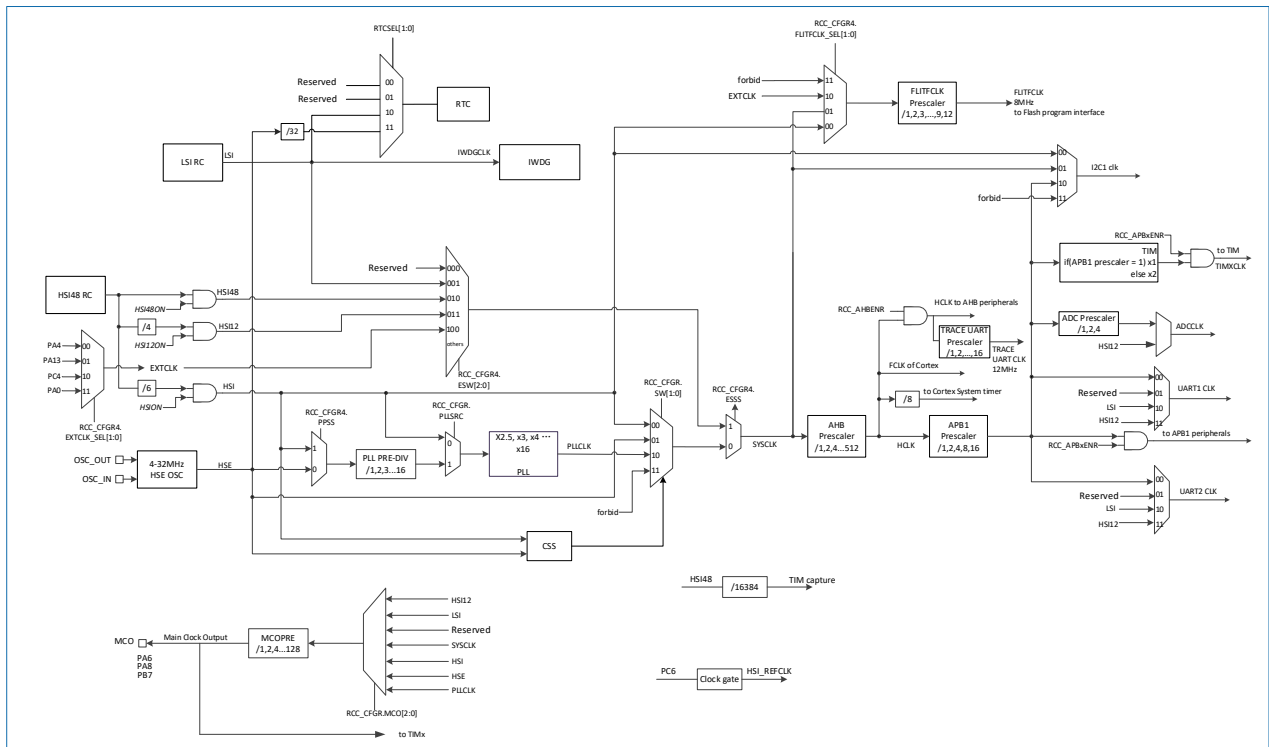 RTCSEL[1:0]
Reserved
Reserved
00
01
10
11
/32
RTC
LSI RC
LSI
IWDGCLK
IWDG
RCC_CFGR4.
FLITFCLK_SEL[1:0]
forbid
EXTCLK
11
10
01
00
FLITFCLK
Prescaler
/1,2,3,...,9,12
FLITFCLK
8MHz
to Flash program interface
00
01
10
11
forbid
I2C1 clk
HSI48 RC
HSI48ON
HSI48
/4
HSI12ON
HSI12
/6
HSION
HSI
PA4
PA13
PC4
PA0
00
01
10
11
EXTCLK
RCC_CFGR4.
EXTCLK_SEL[1:0]
Reserved
000
001
010
011
100
others
RCC_CFGR4.
ESW[2:0]
OSC_OUT
OSC_IN
4-32MHz
HSE OSC
HSE
RCC_CFGR4.
PPSS
1
0
PLL PRE-DIV
/1,2,3...16
RCC_CFGR.
PLLSRC
0
1
X2.5, x3, x4 ···
x16
PLL
PLLCLK
RCC_CFGR.
SW[1:0]
00
01
10
11
forbid
CSS
RCC_CFGR4.
ESSS
1
0
SYSCLK
AHB
Prescaler
/1,2,4...512
HCLK
APB1
Prescaler
/1,2,4,8,16
RCC_AHBENR
HCLK to AHB peripherals
TRACE UART
Prescaler
/1,2,...,16
TRACE
UART CLK
12MHz
FCLK of Cortex
/8
to Cortex System timer
RCC_APBxENR
TIM
if(APB1 prescaler = 1) x1
else x2
to TIM
TIMXCLK
ADC Prescaler
/1,2,4
HSI12
ADCCLK
00
Reserved
01
LSI
10
HSI12
11
UART1 CLK
RCC_APBxENR
to APB1 peripherals
00
Reserved
01
LSI
10
HSI12
11
UART2 CLK
HSI48
/16384
TIM capture
PC6
Clock gate
HSI_REFCLK
MCO
PA6
PA8
PB7
Main Clock Output
MCOPRE
/1,2,4...128
HSI12
LSI
Reserved
SYSCLK
HSI
HSE
PLLCLK
RCC_CFGR.MCO[2:0]
to TIMx